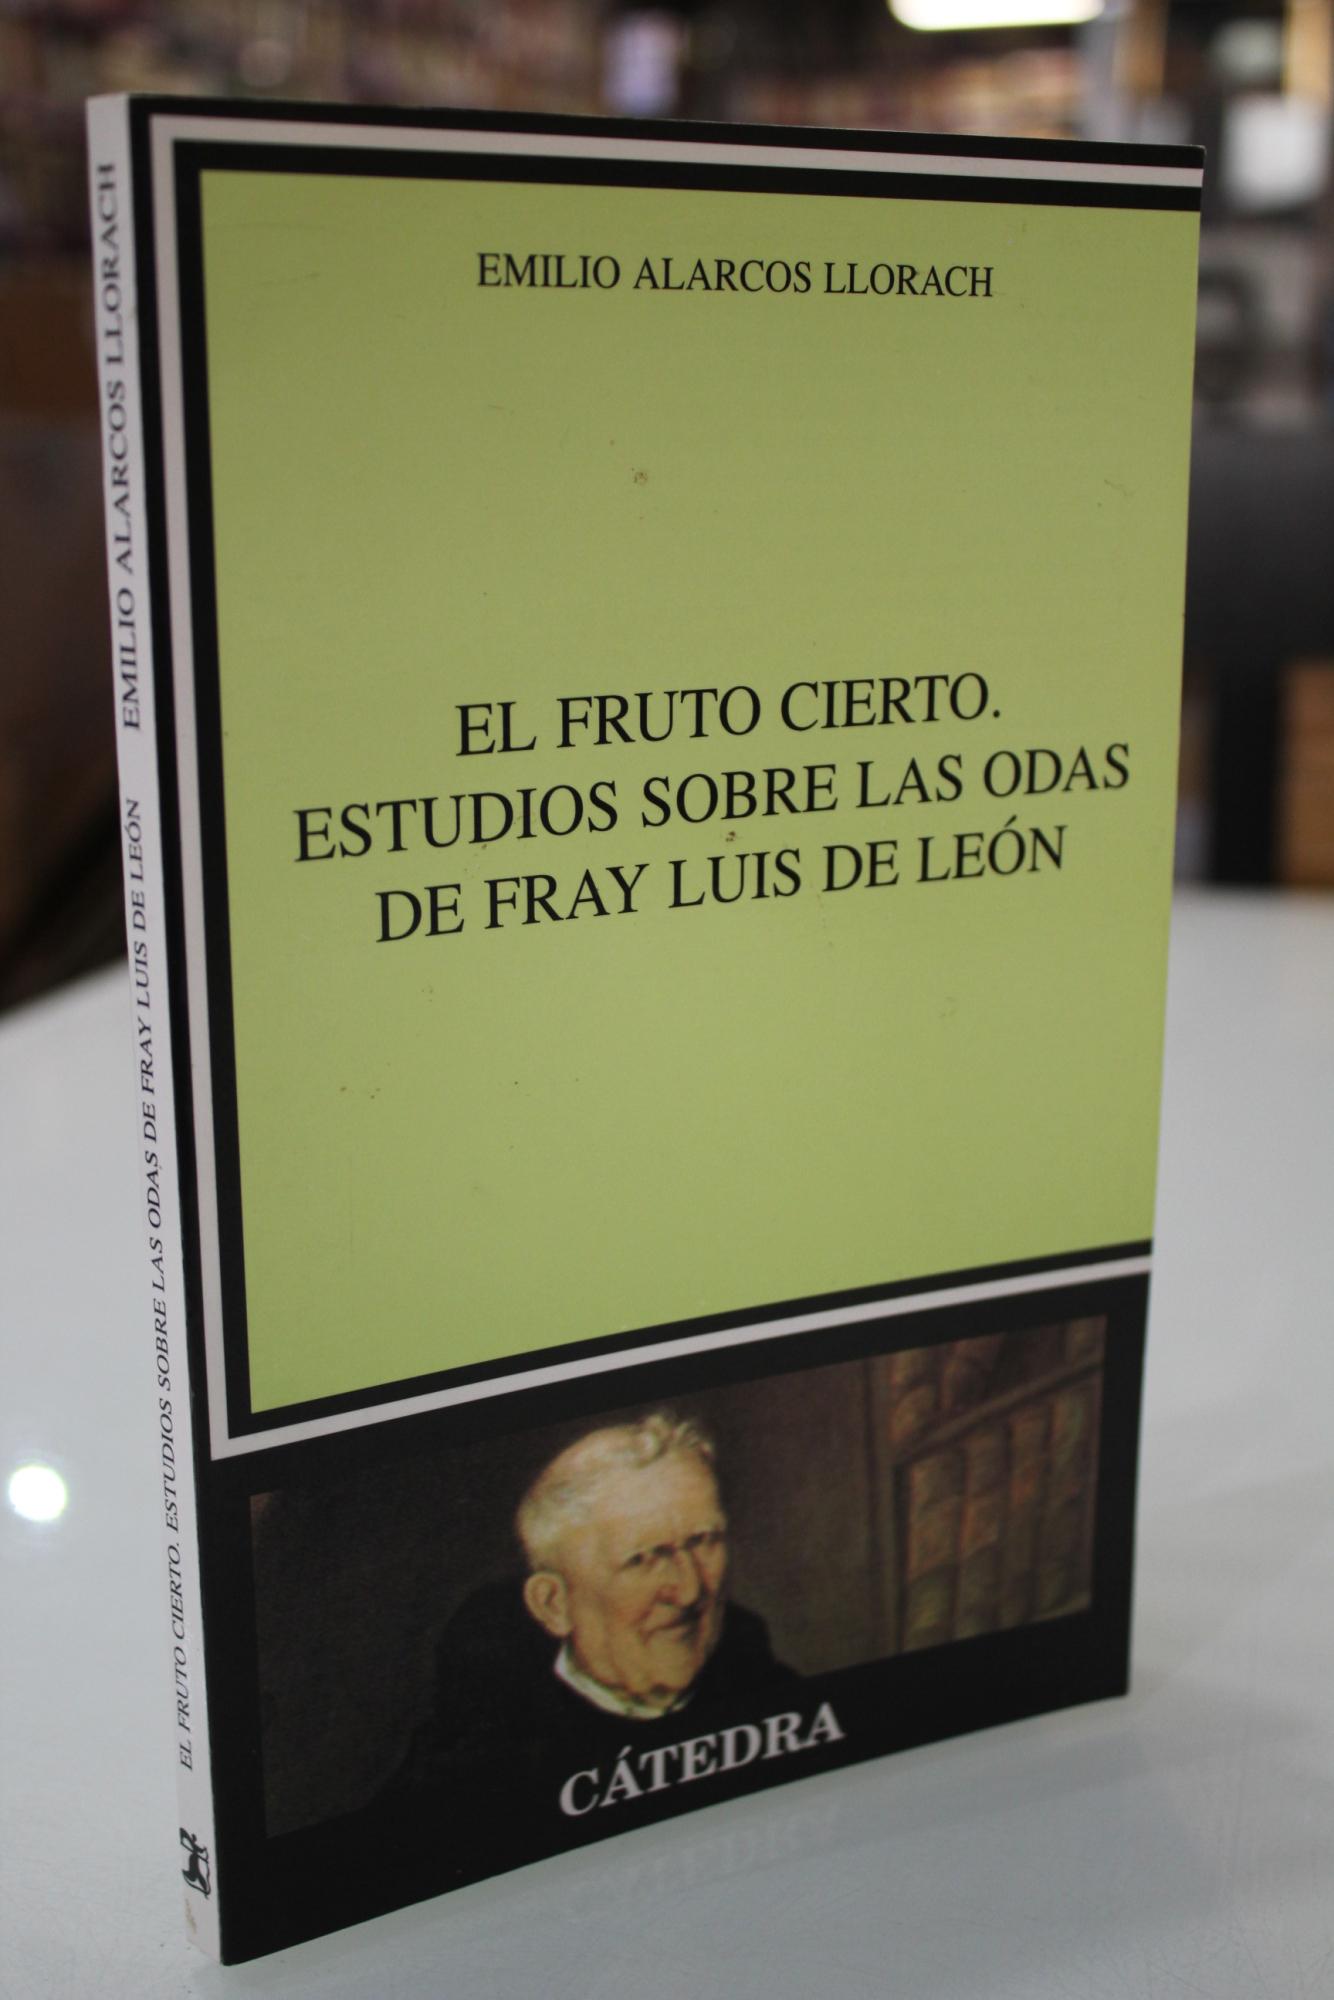 EMILIO ALARCOS LLORACH
EL FRUTO CIERTO.
ESTUDIOS SOBRE LAS ODAS
DE FRAY LUIS DE LEÓN
CÁTEDRA
EL FRUTO CIERTO. ESTUDIOS SOBRE LAS ODAS DE FRAY LUIS DE LEÓN EMILIO ALARCOS LLORACH